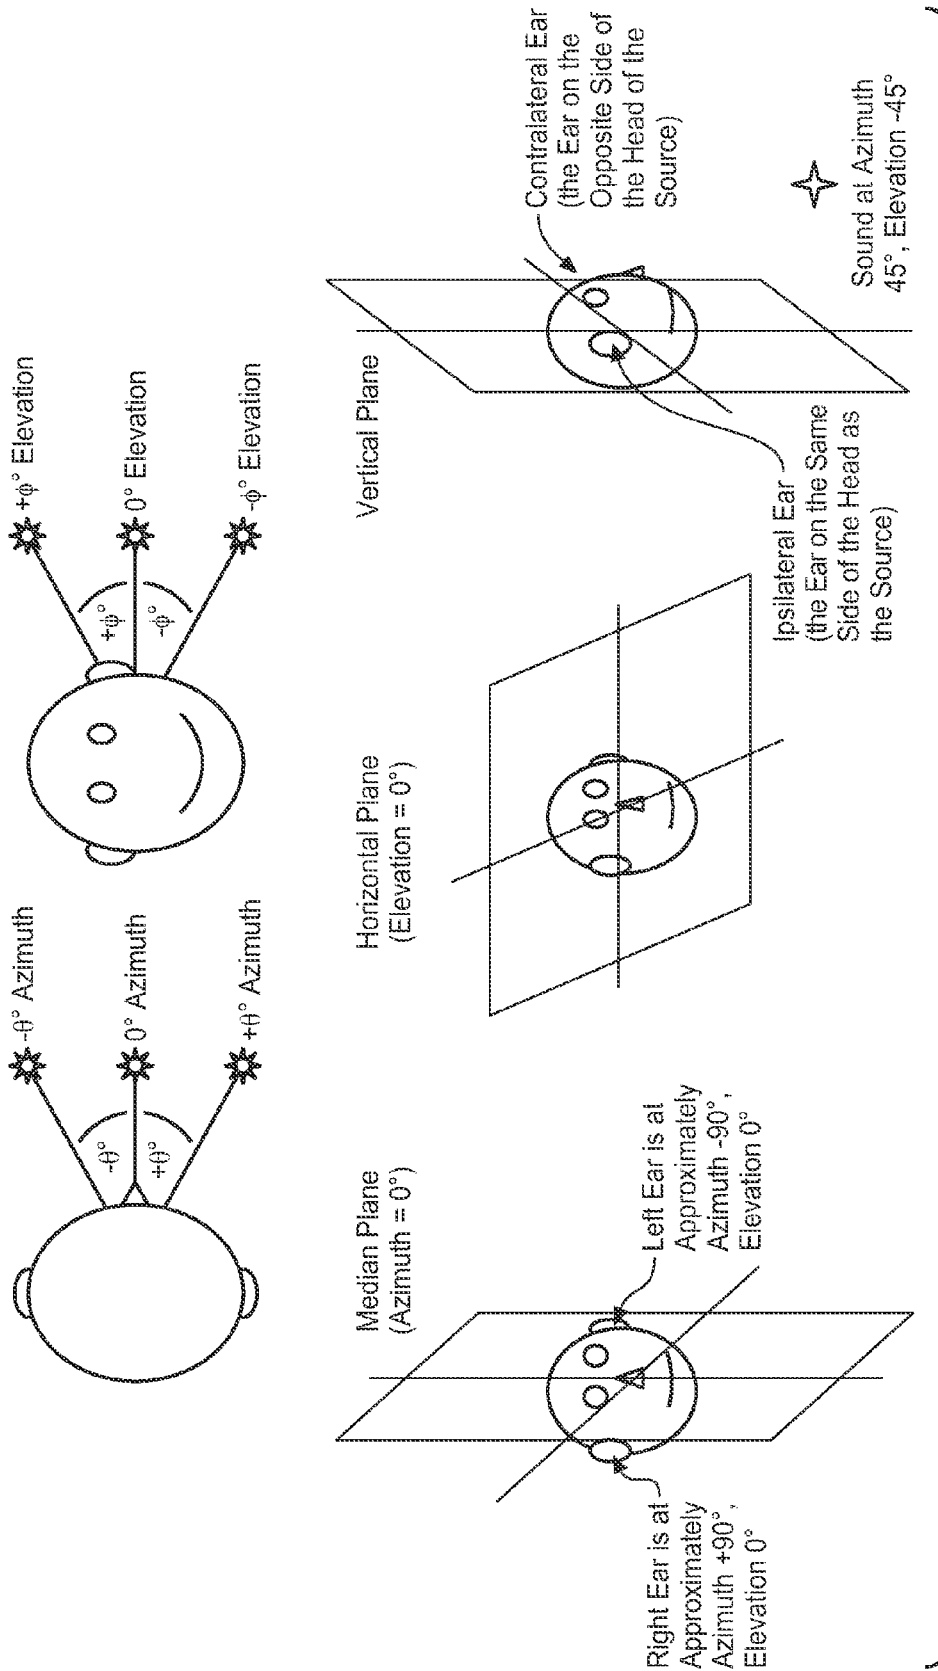 -θ° Azimuth
-θ°
0° Azimuth
+θ°
+θ° Azimuth
+ϕ° Elevation
+ϕ°
0° Elevation
-ϕ°
-ϕ° Elevation
Median Plane
(Azimuth = 0°)
Right Ear is at
Approximately
Azimuth +90°,
Elevation 0°
Left Ear is at
Approximately
Azimuth -90°,
Elevation 0°
Horizontal Plane
(Elevation = 0°)
Vertical Plane
Ipsilateral Ear
(the Ear on the Same
Side of the Head as
the Source)
Contralateral Ear
(the Ear on the
Opposite Side of
the Head of the
Source)
Sound at Azimuth
45°, Elevation -45°